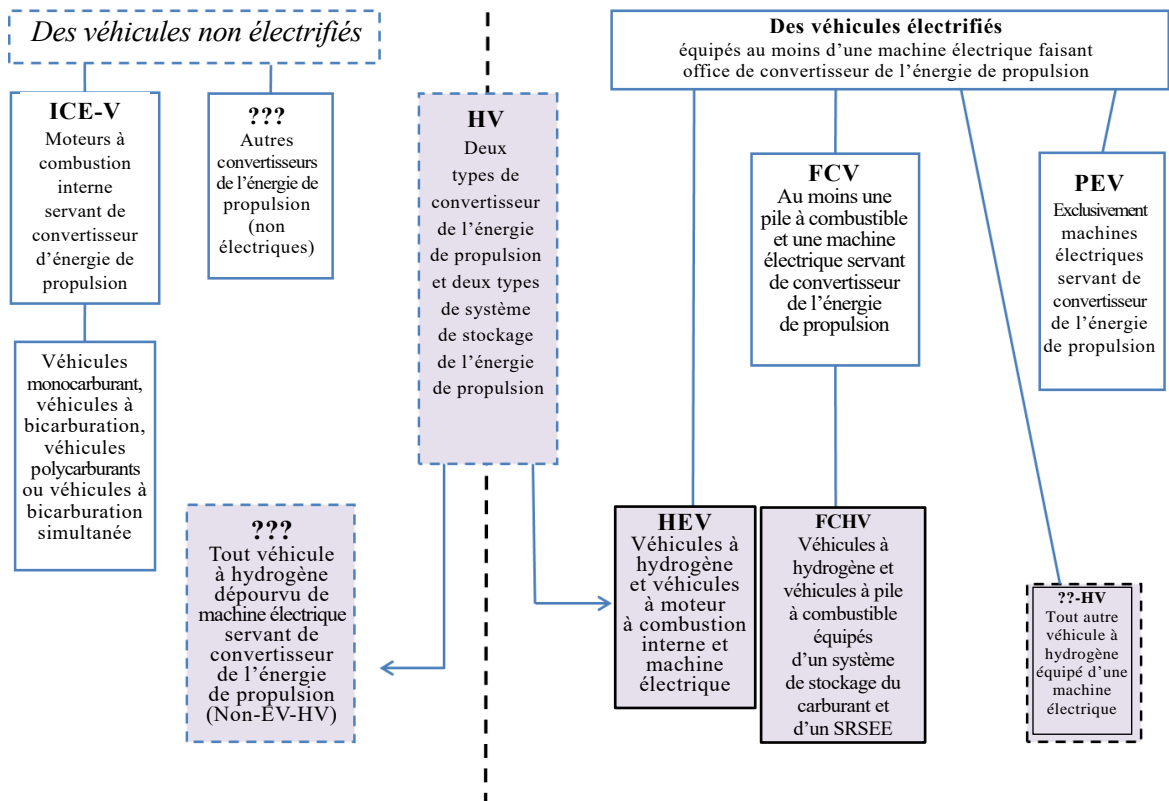 Des véhicules non électrifiés
Des véhicules électrifiés
équipés au moins d'une machine électrique faisant
office de convertisseur de l'énergie de propulsion
ICE-V
Moteurs à
combustion
interne
servant de
convertisseur
d'énergie de
propulsion
???
Autres
convertisseurs
de l'énergie de
propulsion
(non
électriques)
HV
Deux
types de
convertisseur
de l'énergie
de propulsion
et deux types
de système
de stockage
de l'énergie
de propulsion
FCV
Au moins une
pile à combustible
et une machine
électrique servant
de convertisseur
de l'énergie
de propulsion
PEV
Exclusivement
machines
électriques
servant de
convertisseur
de l'énergie
de propulsion
Véhicules
monocarburant,
véhicules à
bicarburation,
véhicules
polycarburants
ou véhicules à
bicarburation
simultanée
???
Tout véhicule
à hydrogène
dépourvu de
machine électrique
servant de
convertisseur
de l'énergie
de propulsion
(Non-EV-HV)
HEV
Véhicules à
hydrogène
et véhicules
à moteur
à combustion
interne et
machine
électrique
FCHV
Véhicules à
hydrogène et
véhicules à pile
à combustible
équipés
d'un système
de stockage du
carburant et
d'un SRSEE
??-HV
Tout autre
véhicule à
hydrogène
équipé d'une
machine
électrique